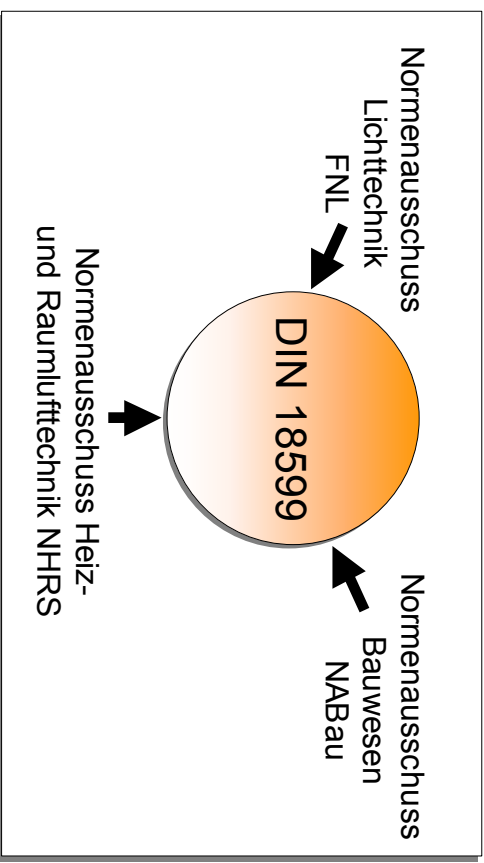 Normenausschuss
Lichttechnik
FNL
Normenausschuss
Bauwesen
NABau
DIN 18599
Normenausschuss Heiz-
und Raumlufttechnik NHRS